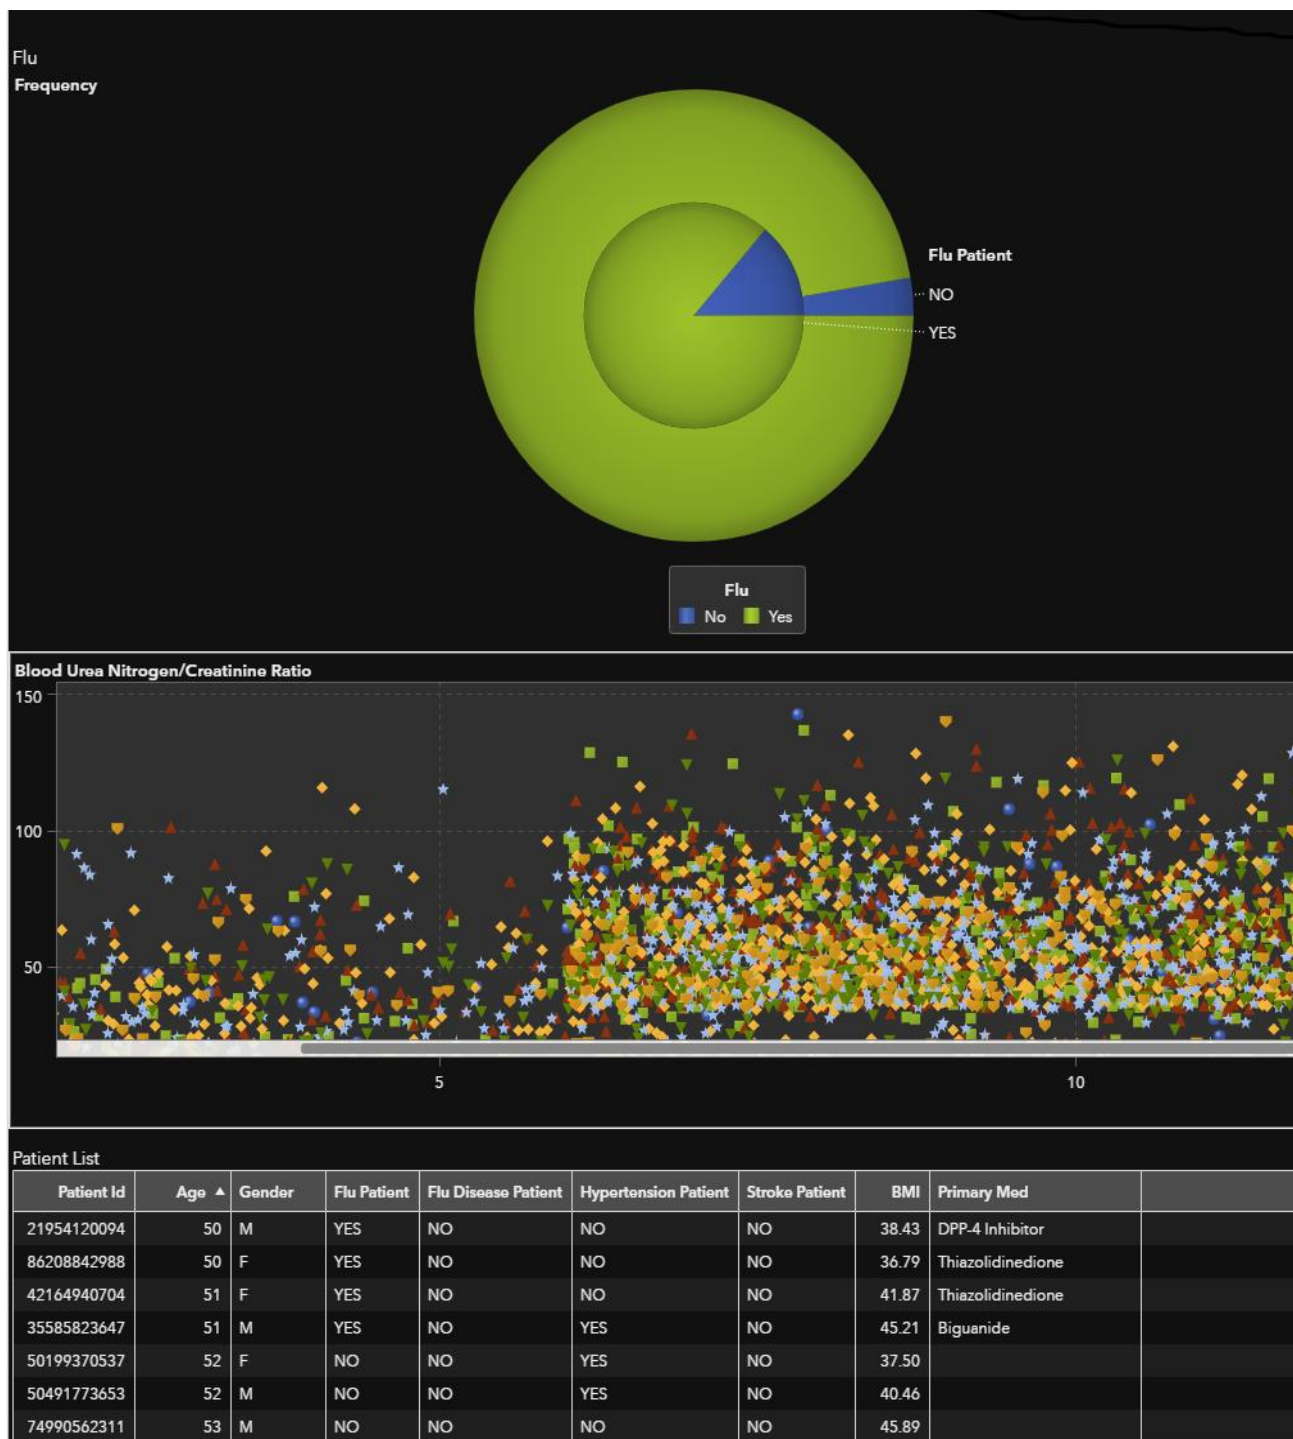 Flu
Frequency
Flu Patient
NO
YES
Flu
No Yes
Blood Urea Nitrogen/Creatinine Ratio
150
100
50
5 10
Patient List
Patient Id Age Gender Flu Patient Flu Disease Patient Hypertension Patient Stroke Patient BMI Primary Med
21954120094 50 M YES NO NO NO 38.43 DPP-4 Inhibitor
86208842988 50 F YES NO NO NO 36.79 Thiazolidinedione
42164940704 51 F YES NO NO NO 41.87 Thiazolidinedione
35585823647 51 M YES NO YES NO 45.21 Biguanide
50199370537 52 F NO NO YES NO 37.50
50491773653 52 M NO NO YES NO 40.46
74990562311 53 M NO NO NO NO 45.89